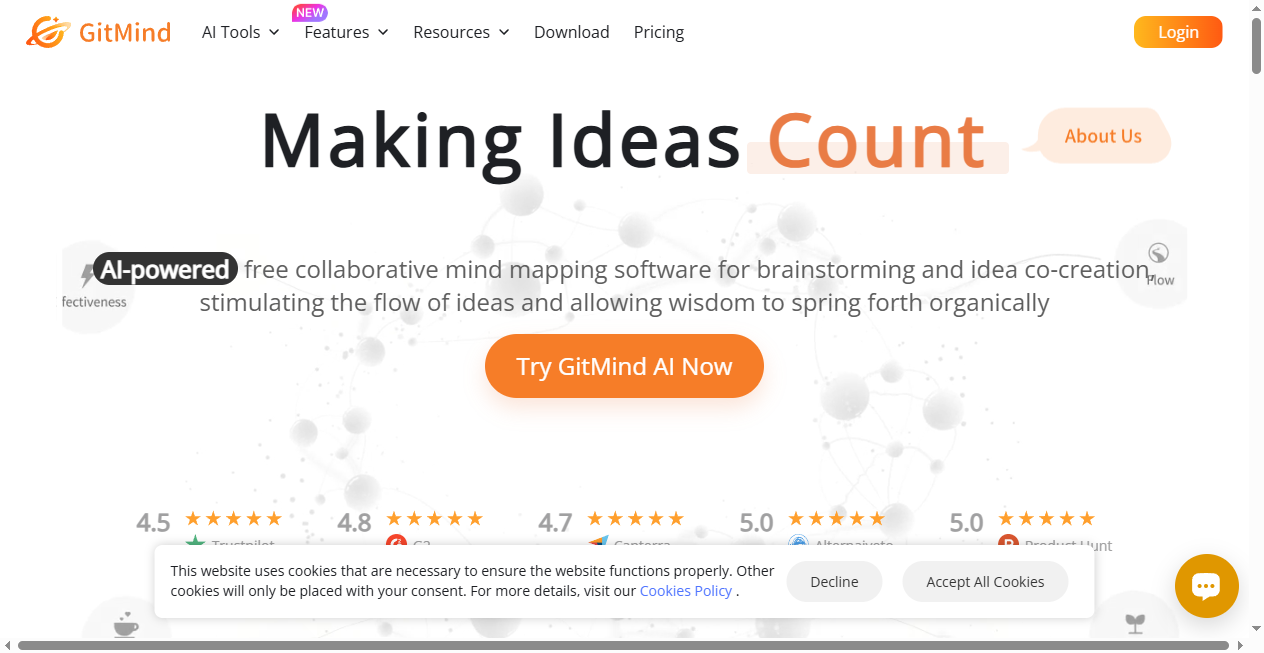 GitMind
AI Tools
NEW
Features
Resources
Download
Pricing
Login
Making Ideas Count
About Us
AI-powered free collaborative mind mapping software for brainstorming and idea co-creation,
stimulating the flow of ideas and allowing wisdom to spring forth organically
fectiveness
Flow
Try GitMind AI Now
4.5
4.8
4.7
5.0
5.0
Trustpilot
G2
Capterra
Product Hunt
This website uses cookies that are necessary to ensure the website functions properly. Other
cookies will only be placed with your consent. For more details, visit our Cookies Policy .
Decline
Accept All Cookies